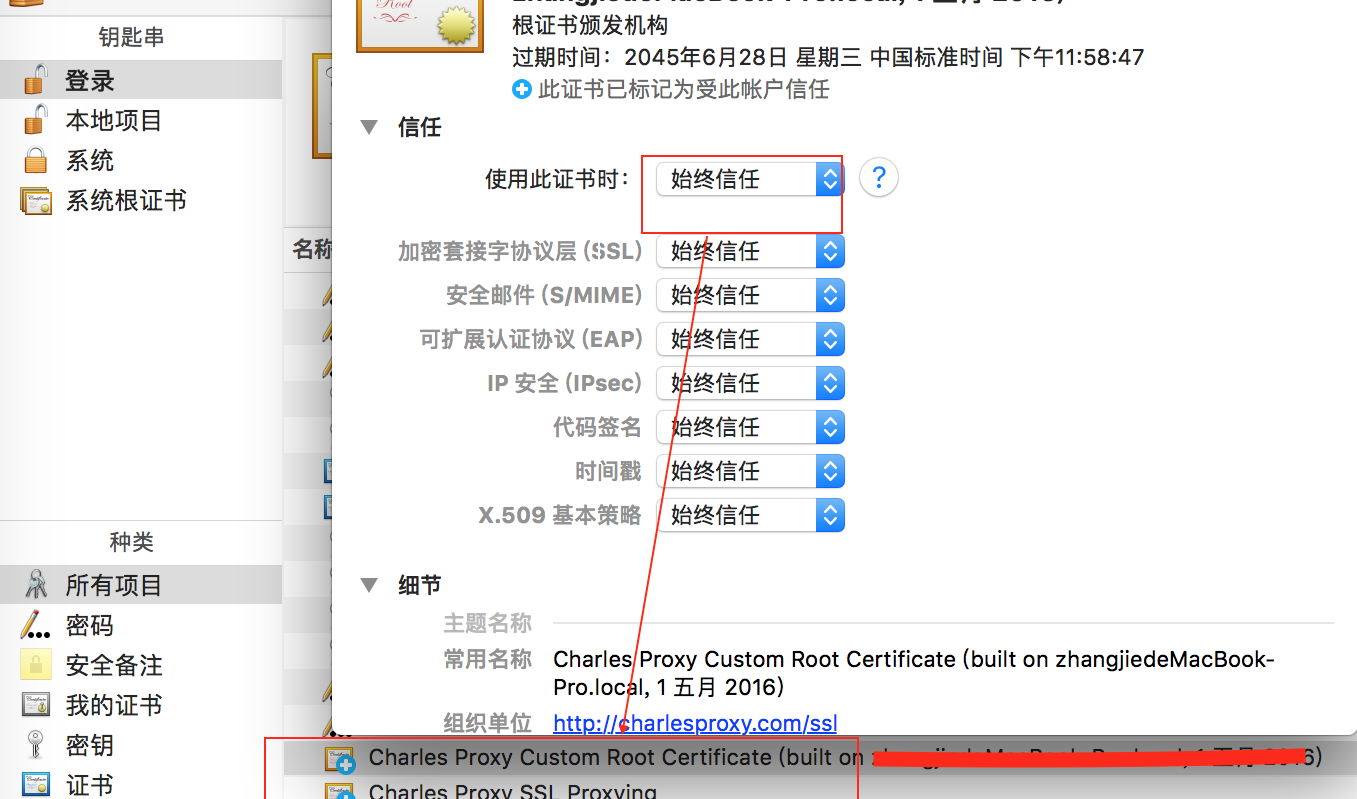 钥匙串
登录
本地项目
系统
系统根证书
种类
所有项目
密码
安全备注
我的证书
密钥
证书
名称
Root
zhangjiedeMacBook-Pro.local, 1 五月 2016)
根证书颁发机构
过期时间：2045年6月28日 星期三 中国标准时间 下午11:58:47
此证书已标记为受此帐户信任
信任
使用此证书时： 始终信任 ?
加密套接字协议层 (SSL) 始终信任
安全邮件 (S/MIME) 始终信任
可扩展认证协议 (EAP) 始终信任
IP 安全 (IPsec) 始终信任
代码签名 始终信任
时间戳 始终信任
X.509 基本策略 始终信任
细节
主题名称
常用名称 Charles Proxy Custom Root Certificate (built on zhangjiedeMacBook-
Pro.local, 1 五月 2016)
组织单位 http://charlesproxy.com/ssl
Charles Proxy Custom Root Certificate (built on
Charles Proxy SSL Proxying